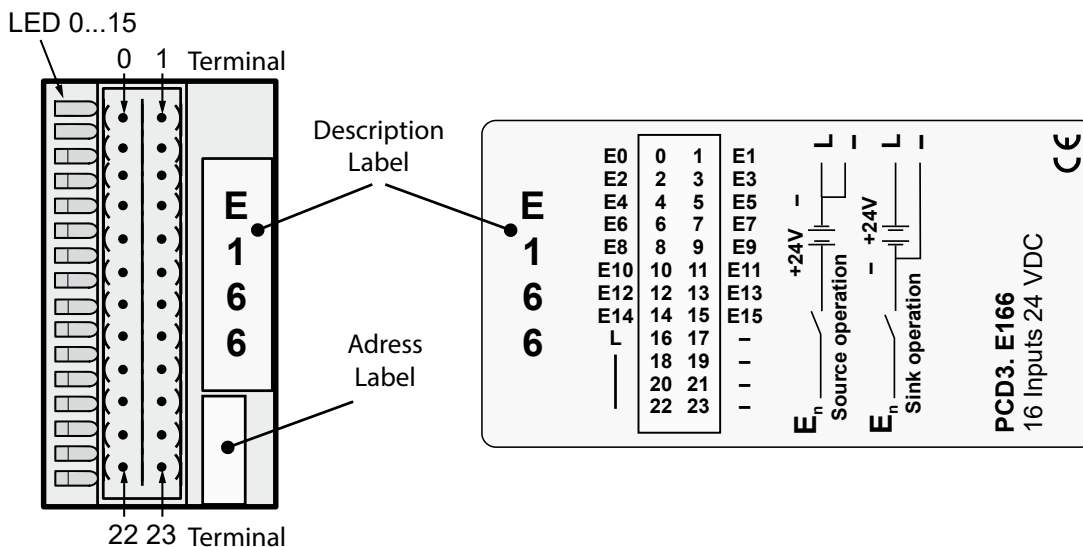 LED 0...15
0 1 Terminal
E
1
6
6
22 23 Terminal
Description
Label
Adress
Label
E
1
6
6
E0 0 1 E1
E2 2 3 E3
E4 4 5 E5
E6 6 7 E7
E8 8 9 E9
E10 10 11 E11
E12 12 13 E13
E14 14 15 E15
L 16 17 –
18 19 –
20 21 –
22 23 –
L –
+24V –
En
Source operation
L –
– +24V
En
Sink operation
PCD3. E166
16 Inputs 24 VDC
CE